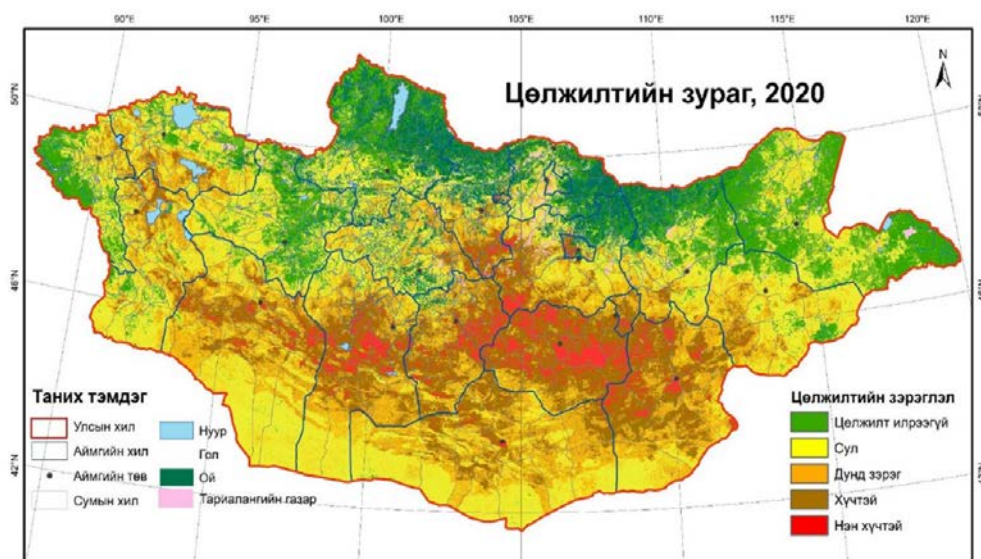 90°E 95°E 100°E 105°E 110°E 115°E 120°E
N
50°N
Цөлжилтийн зураг, 2020
46°N
42°N
Таних тэмдэг
Улсын хил
Аймгийн хил
Аймгийн төв
Сумын хил
Нуур
Гол
Ой
Тариалангийн газар
Цөлжилтийн зэрэглэл
Цөлжилт илрээгүй
Сул
Дунд зэрэг
Хүчтэй
Нэн хүчтэй